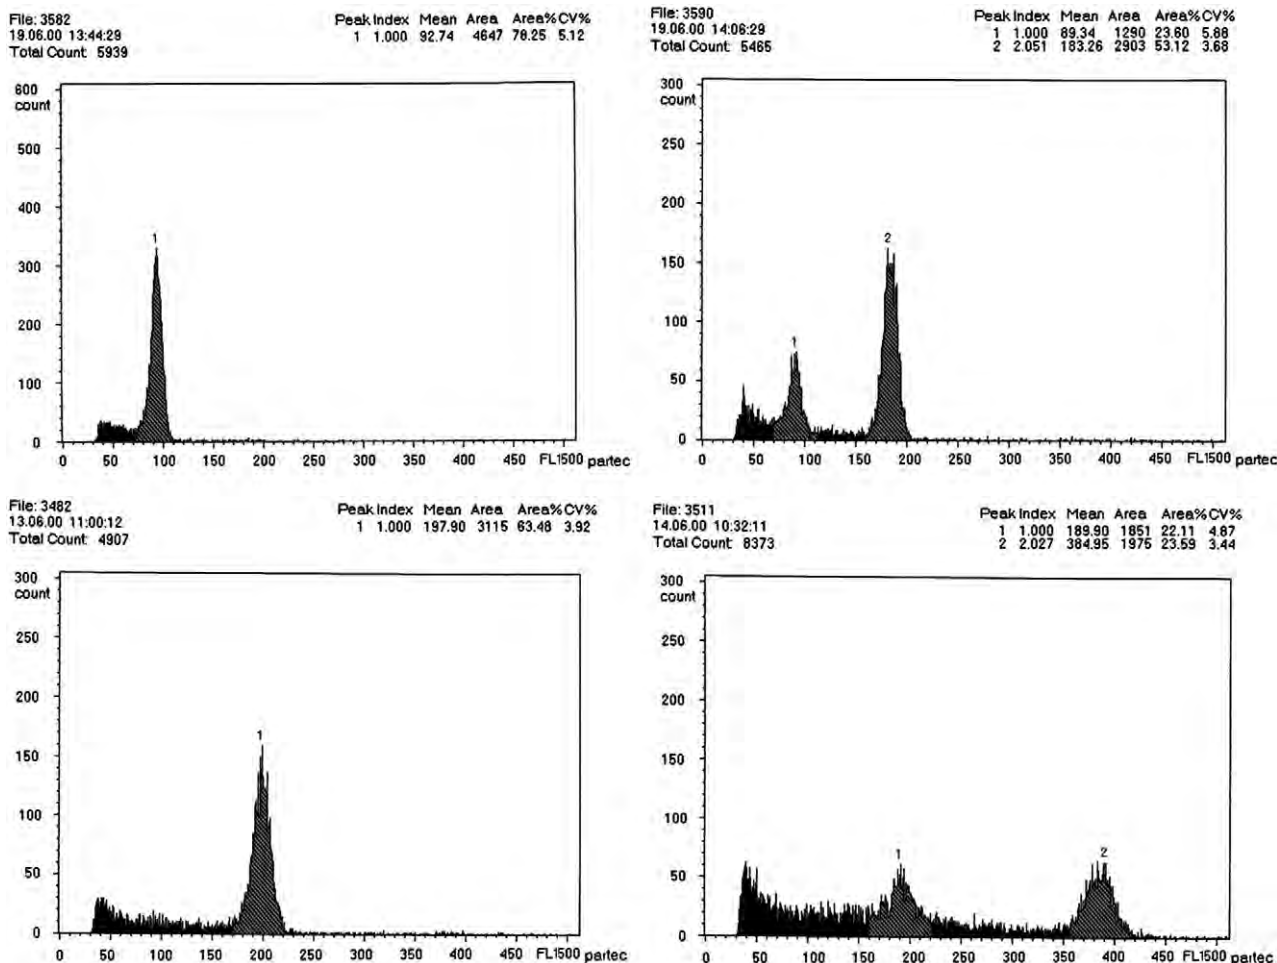 File: 3582
19.06.00 13:44:29
Total Count: 5939
Peak Index Mean Area Area% CV%
1 1.000 92.74 4647 78.25 5.12
600
count
500
400
300
200
100
0
1
0 50 100 150 200 250 300 350 400 450 FL1500 partec
File: 3590
19.06.00 14:06:29
Total Count: 5465
Peak Index Mean Area Area% CV%
1 1.000 89.34 1290 23.60 5.88
2 2.051 183.26 2903 53.12 3.68
300
count
250
200
150
100
50
0
1
2
0 50 100 150 200 250 300 350 400 450 FL1500 partec
File: 3482
13.06.00 11:00:12
Total Count: 4907
Peak Index Mean Area Area% CV%
1 1.000 197.90 3115 63.48 3.92
300
count
250
200
150
100
50
0
1
0 50 100 150 200 250 300 350 400 450 FL1500 partec
File: 3511
14.06.00 10:32:11
Total Count: 8373
Peak Index Mean Area Area% CV%
1 1.000 189.90 1851 22.11 4.87
2 2.027 384.95 1975 23.59 3.44
300
count
250
200
150
100
50
0
1
2
0 50 100 150 200 250 300 350 400 450 FL1500 partec